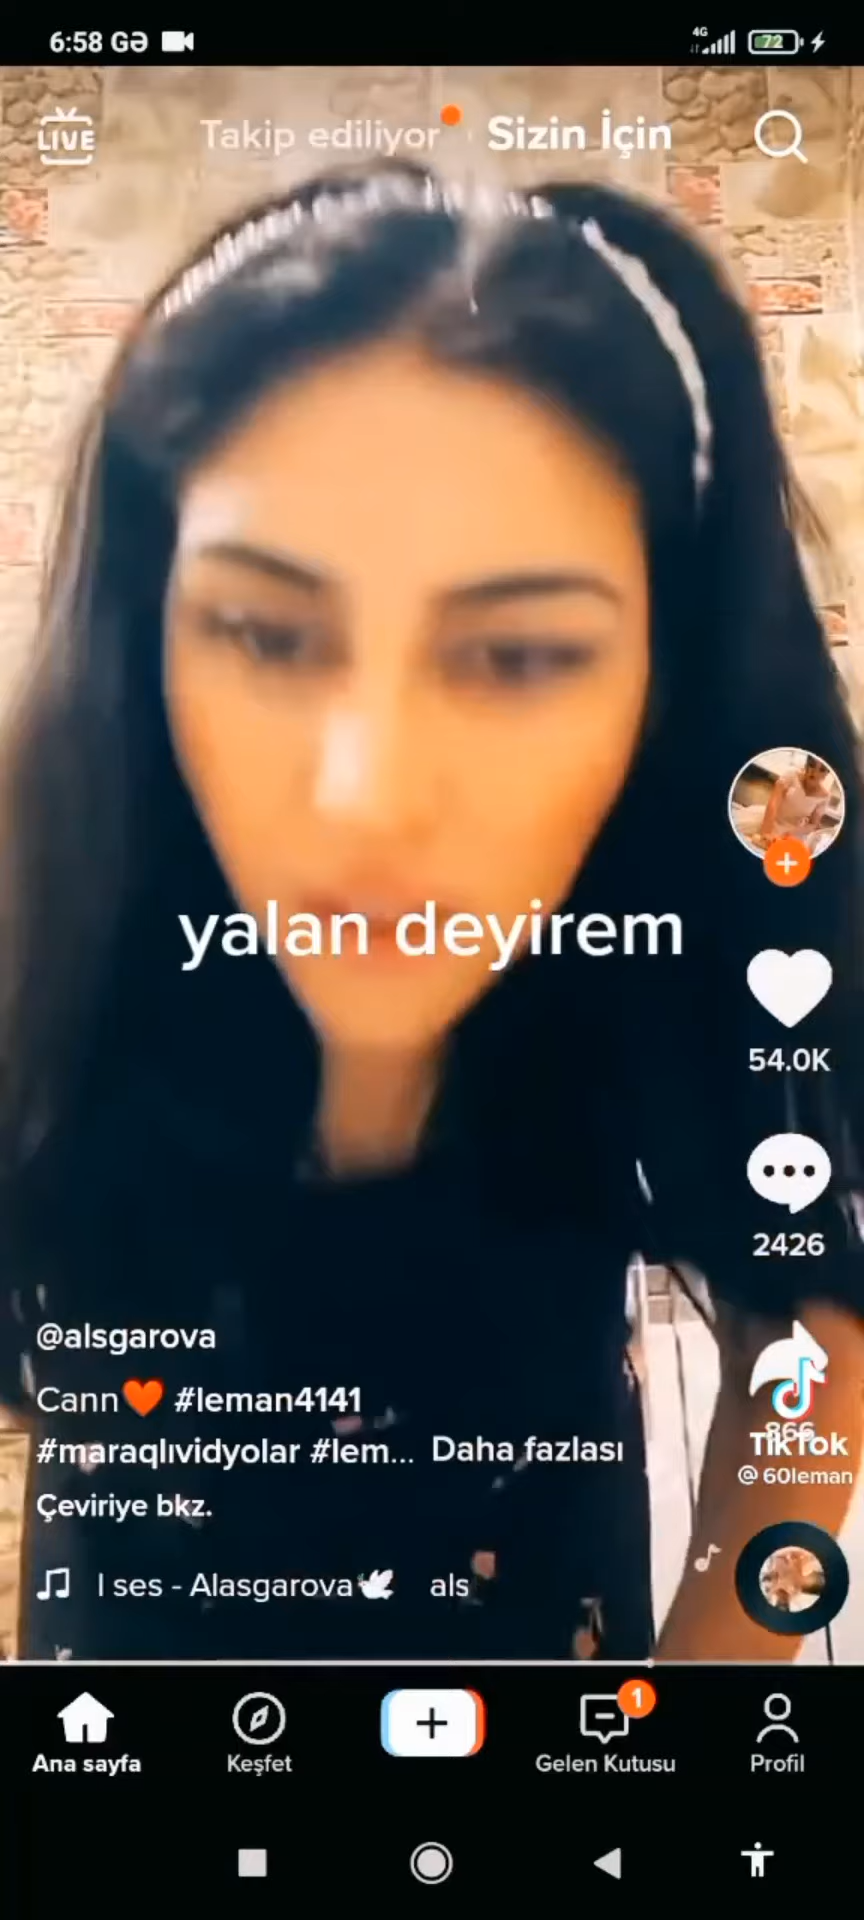 6:58 GƏ
4G
72
LIVE
Takip ediliyor
Sizin İçin
yalan deyirem
54.0K
2426
866
TikTok
@60leman
@alsgarova
Cann🧡 #leman4141
#maraqlıvidyolar #lem... Daha fazlası
Çeviriye bkz.
l ses - Alasgarova🕊 als
1
Ana sayfa
Keşfet
Gelen Kutusu
Profil